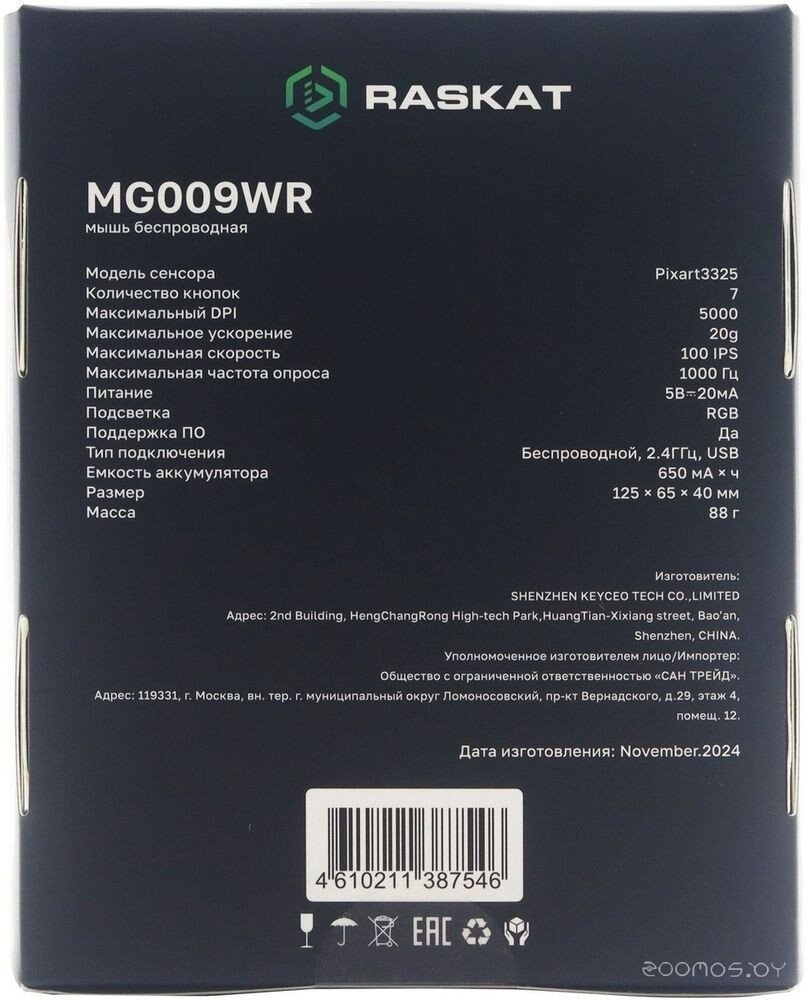 RASKAT
MG009WR
мышь беспроводная
Модель сенсора Pixart3325
Количество кнопок 7
Максимальный DPI 5000
Максимальное ускорение 20g
Максимальная скорость 100 IPS
Максимальная частота опроса 1000 Гц
Питание 5В⎓20мА
Подсветка RGB
Поддержка ПО Да
Тип подключения Беспроводной, 2.4ГГц, USB
Емкость аккумулятора 650 мА × ч
Размер 125 × 65 × 40 мм
Масса 88 г
Изготовитель:
SHENZHEN KEYCEO TECH CO.,LIMITED
Адрес: 2nd Building, HengChangRong High-tech Park,HuangTian-Xixiang street, Bao’an,
Shenzhen, CHINA.
Уполномоченное изготовителем лицо/Импортер:
Общество с ограниченной ответственностью «САН ТРЕЙД».
Адрес: 119331, г. Москва, вн. тер. г. муниципальный округ Ломоносовский, пр-кт Вернадского, д.29, этаж 4,
помещ. 12.
Дата изготовления: November.2024
4 610211 387546
EAC
ZOOMOS.BY